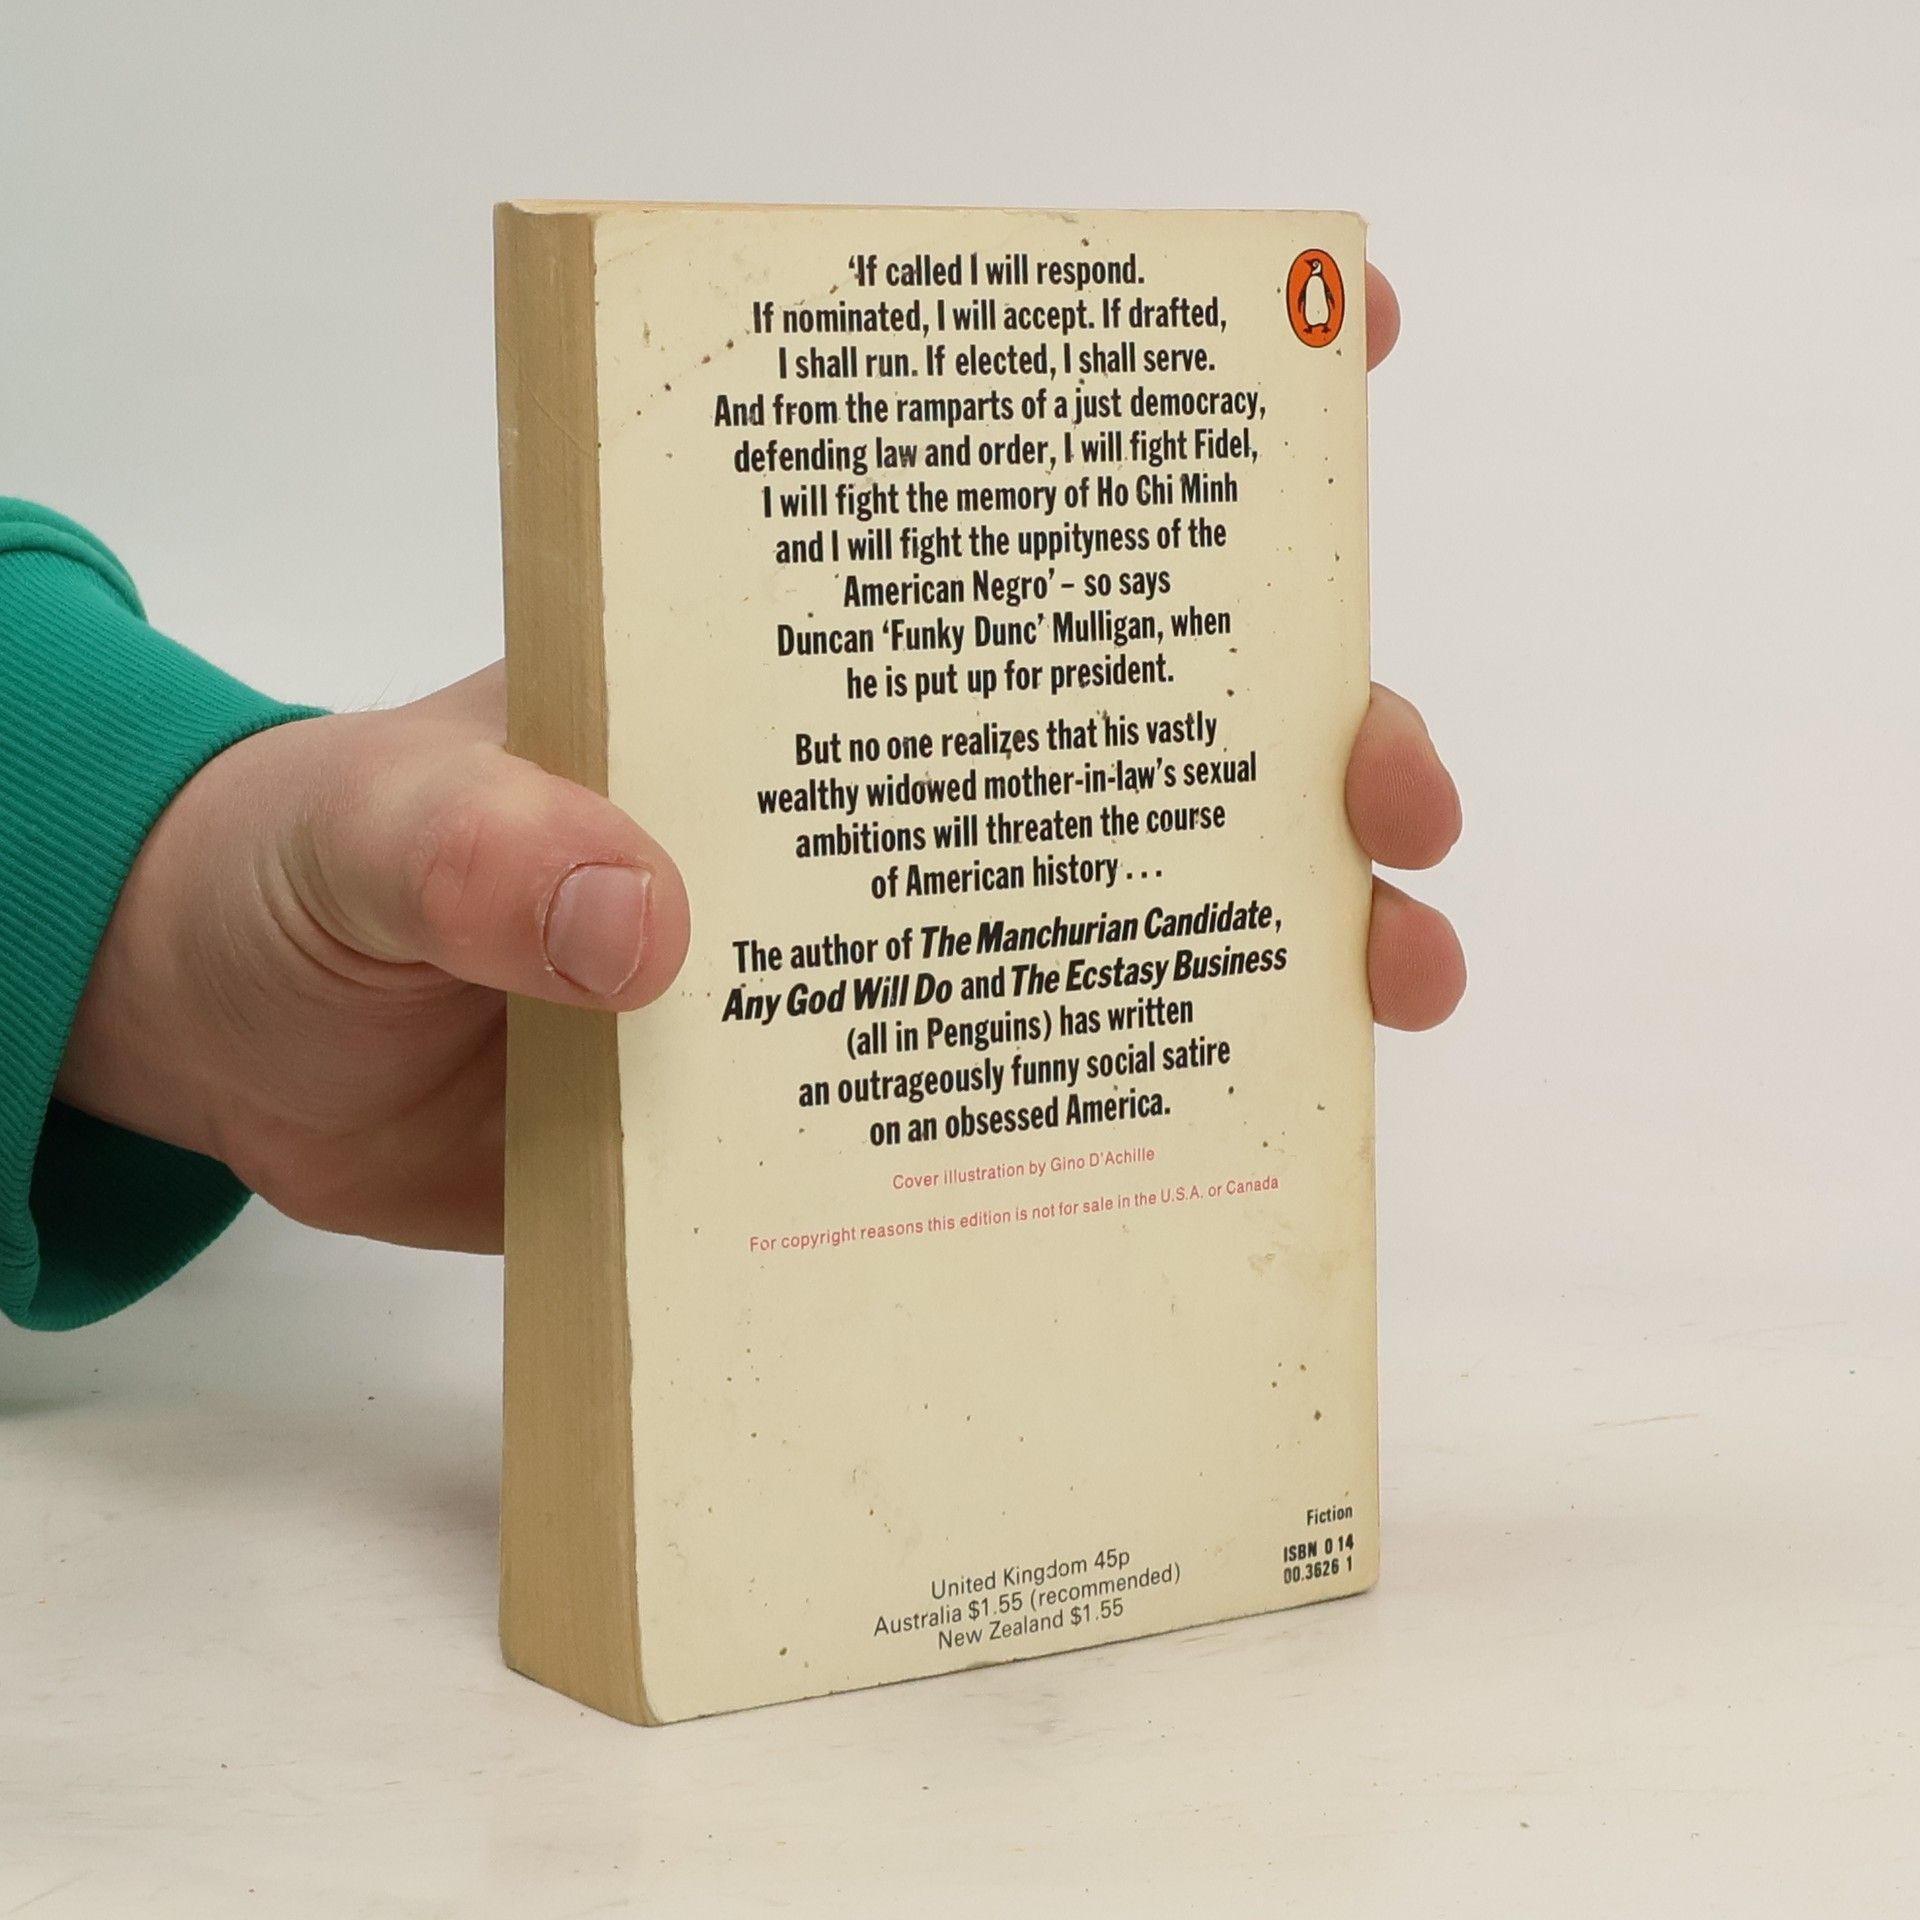 ‘If called I will respond.
If nominated, I will accept. If drafted,
I shall run. If elected, I shall serve.
And from the ramparts of a just democracy,
defending law and order, I will fight Fidel,
I will fight the memory of Ho Chi Minh
and I will fight the uppityness of the
American Negro’ – so says
Duncan ‘Funky Dunc’ Mulligan, when
he is put up for president.
But no one realizes that his vastly
wealthy widowed mother-in-law’s sexual
ambitions will threaten the course
of American history . . .
The author of The Manchurian Candidate,
Any God Will Do and The Ecstasy Business
(all in Penguins) has written
an outrageously funny social satire
on an obsessed America.
Cover illustration by Gino D’Achille
For copyright reasons this edition is not for sale in the U.S.A. or Canada
United Kingdom 45p
Australia $1.55 (recommended)
New Zealand $1.55
Fiction
ISBN 0 14
00.3626 1